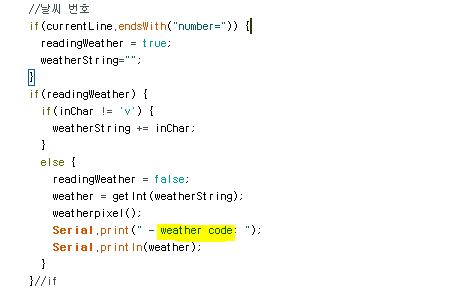 //날씨 번호
if(currentLine.endsWith("number=")) {
readingWeather = true;
weatherString="";
}
if(readingWeather) {
if(inChar != 'v') {
weatherString += inChar;
}
else {
readingWeather = false;
weather = getInt(weatherString);
weatherpixel();
Serial.print(" - weather code: ");
Serial.println(weather);
}
}//if